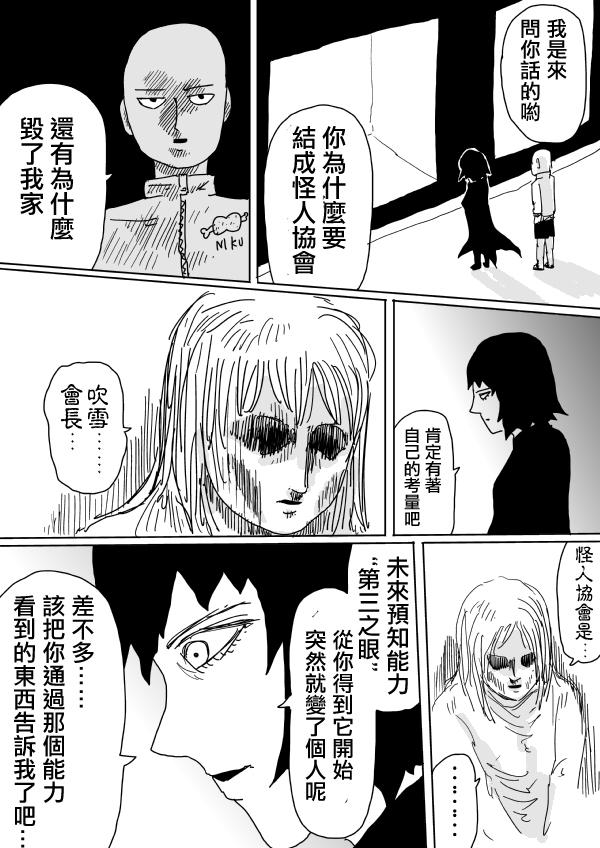 我是來
問你話的喲
你為什麼要
結成怪人協會
還有為什麼
毀了我家
NIKU
肯定有著
自己的考量吧
吹雪……
會長…
怪人協會是…
……
未來預知能力
“第三之眼”
從你得到它開始
突然就變了個人呢
差不多……
該把你通過那個能力
看到的東西告訴我了吧…